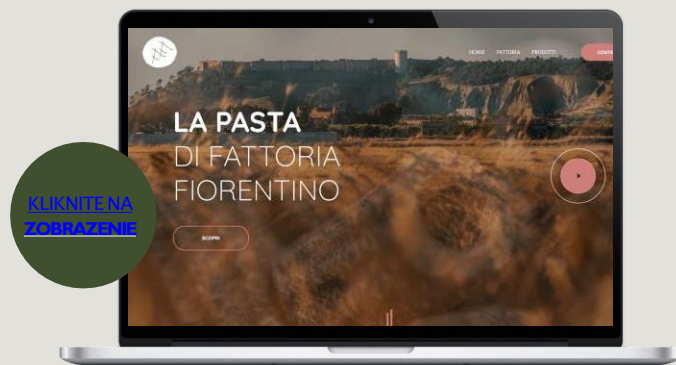 HOME FATTORIA PRODOTTI
LA PASTA
DI FATTORIA
FIORENTINO
SCOPRI
KLIKNITE NA
ZOBRAZENIE